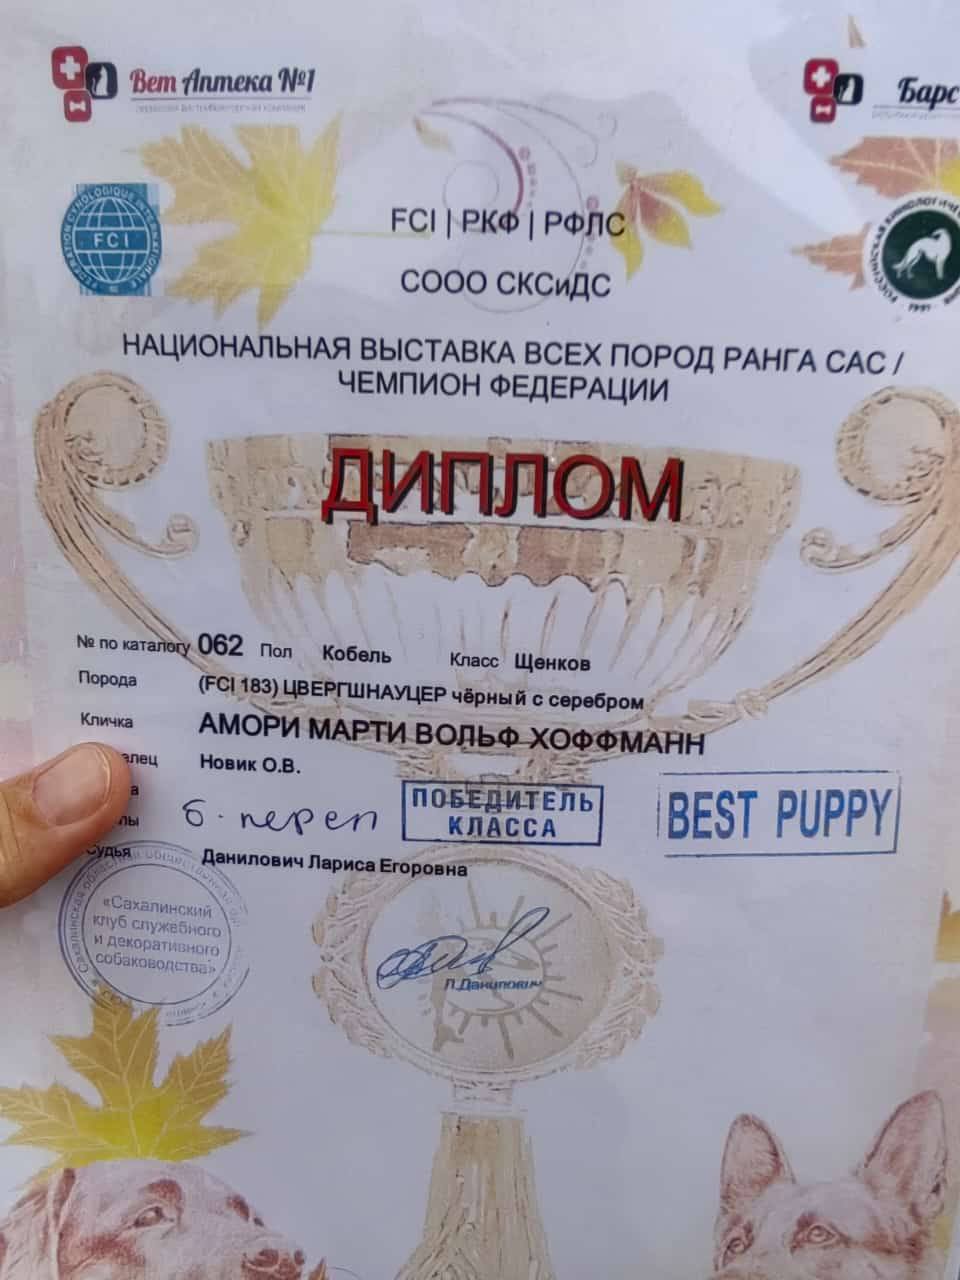 Вет Аптека №1
Барс
FCI
FCI | РКФ | РФЛС
СООО СКСиДС
НАЦИОНАЛЬНАЯ ВЫСТАВКА ВСЕХ ПОРОД РАНГА САС /
ЧЕМПИОН ФЕДЕРАЦИИ
ДИПЛОМ
№ по каталогу 062 Пол Кобель Класс Щенков
Порода (FCI 183) ЦВЕРГШНАУЦЕР чёрный с серебром
Кличка АМОРИ МАРТИ ВОЛЬФ ХОФФМАНН
Новик О.В.
б. переп
ПОБЕДИТЕЛЬ
КЛАССА
BEST PUPPY
Судья Данилович Лариса Егоровна
«Сахалинский
клуб служебного
и декоративного
собаководства»
Л.Данилович